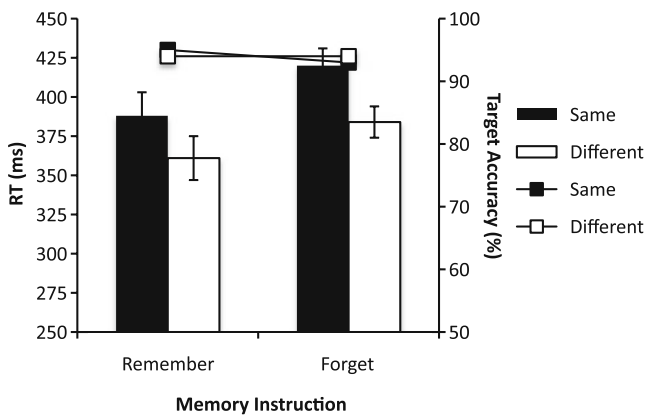 450
425
400
375
350
325
300
275
250
RT (ms)
100
90
80
70
60
50
Target Accuracy (%)
Same
Different
Same
Different
Remember
Forget
Memory Instruction